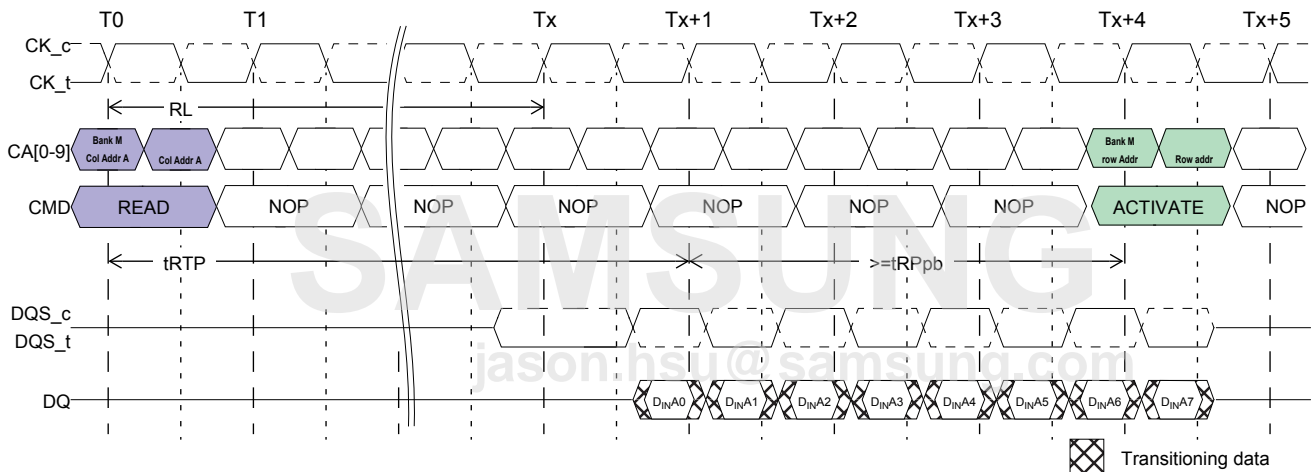 T0 T1 Tx Tx+1 Tx+2 Tx+3 Tx+4 Tx+5
CK_c
CK_t
RL
Bank M
Col Addr A
Col Addr A
Bank M
row Addr
Row addr
CA[0-9]
CMD READ NOP NOP NOP NOP NOP NOP ACTIVATE NOP
SAMSUNG
tRTP >=tRPpb
DQS_c
DQS_t
jason.hsu@samsung.com
DQ DINA0 DINA1 DINA2 DINA3 DINA4 DINA5 DINA6 DINA7
Transitioning data